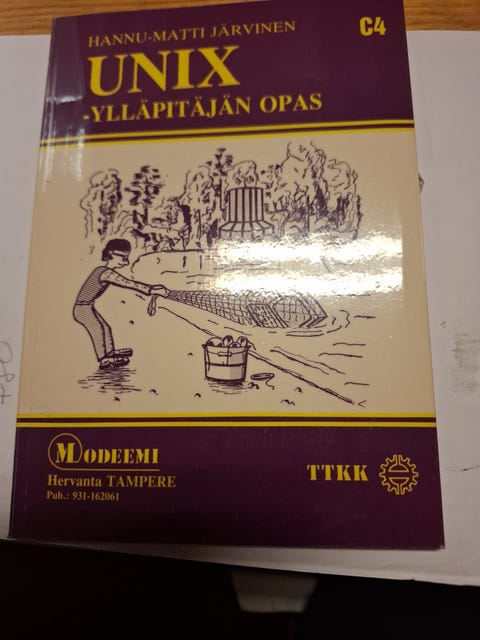 HANNU-MATTI JÄRVINEN
C4
UNIX
-YLLÄPITÄJÄN OPAS
MODEEMI
Hervanta TAMPERE
Puh.: 931-162061
TTKK